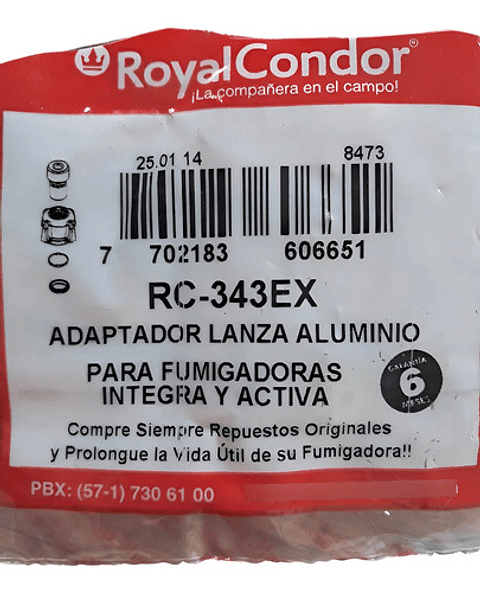 RoyalCondor®
¡La compañera en el campo!
25.01 14 8473
7 702183 606651
RC-343EX
ADAPTADOR LANZA ALUMINIO
PARA FUMIGADORAS
INTEGRA Y ACTIVA
GARANTÍA
6
MESES
Compre Siempre Repuestos Originales
y Prolongue la Vida Útil de su Fumigadora!!
PBX: (57-1) 730 61 00